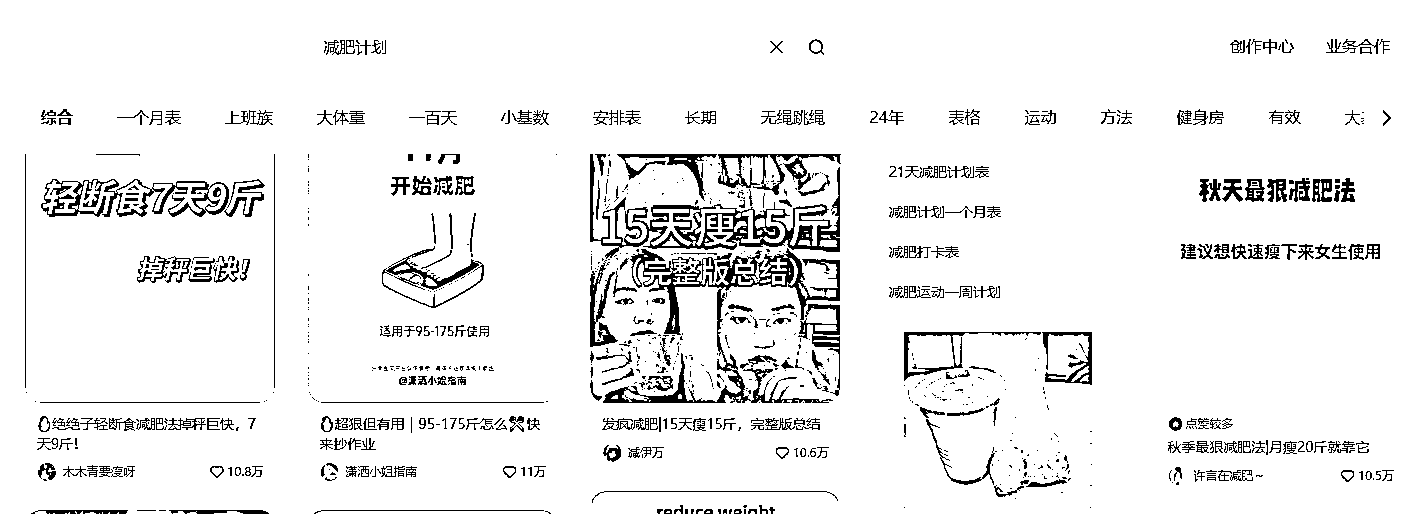 减肥计划
创作中心
业务合作
综合
一个月表
上班族
大体重
一百天
小基数
安排表
长期
无绳跳绳
24年
表格
运动
方法
健身房
有效
轻断食7天9斤
掉秤巨快！
绝绝子轻断食减肥法掉秤巨快，7
天9斤！
木木青要瘦呀
10.8万
11月
开始减肥
适用于95-175斤使用
@潇洒小姐指南
超狠但有用｜95-175斤怎么快
来抄作业
潇洒小姐指南
11万
15天瘦15斤
（完整版总结）
发疯减肥|15天瘦15斤，完整版总结
减伊万
10.6万
reduce weight
21天减肥计划表
减肥计划一个月表
减肥打卡表
减肥运动一周计划
秋天最狠减肥法
建议想快速瘦下来女生使用
点赞较多
秋季最狠减肥法|月瘦20斤就靠它
许言在减肥～
10.5万